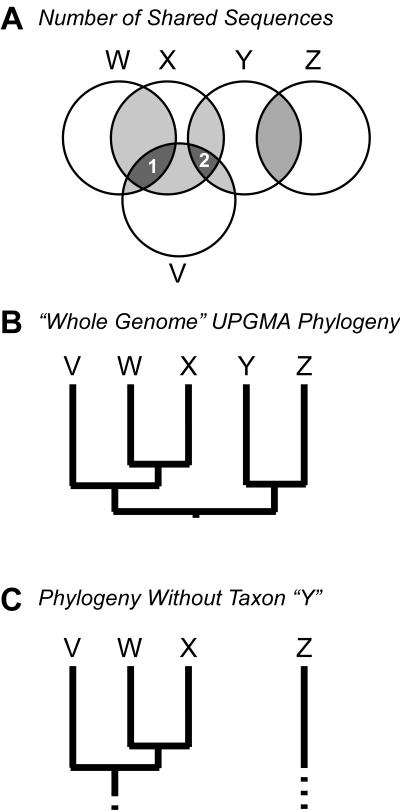 A Number of Shared Sequences
W X Y Z
1 2
V
B “Whole Genome” UPGMA Phylogeny
V W X Y Z
C Phylogeny Without Taxon “Y”
V W X Z